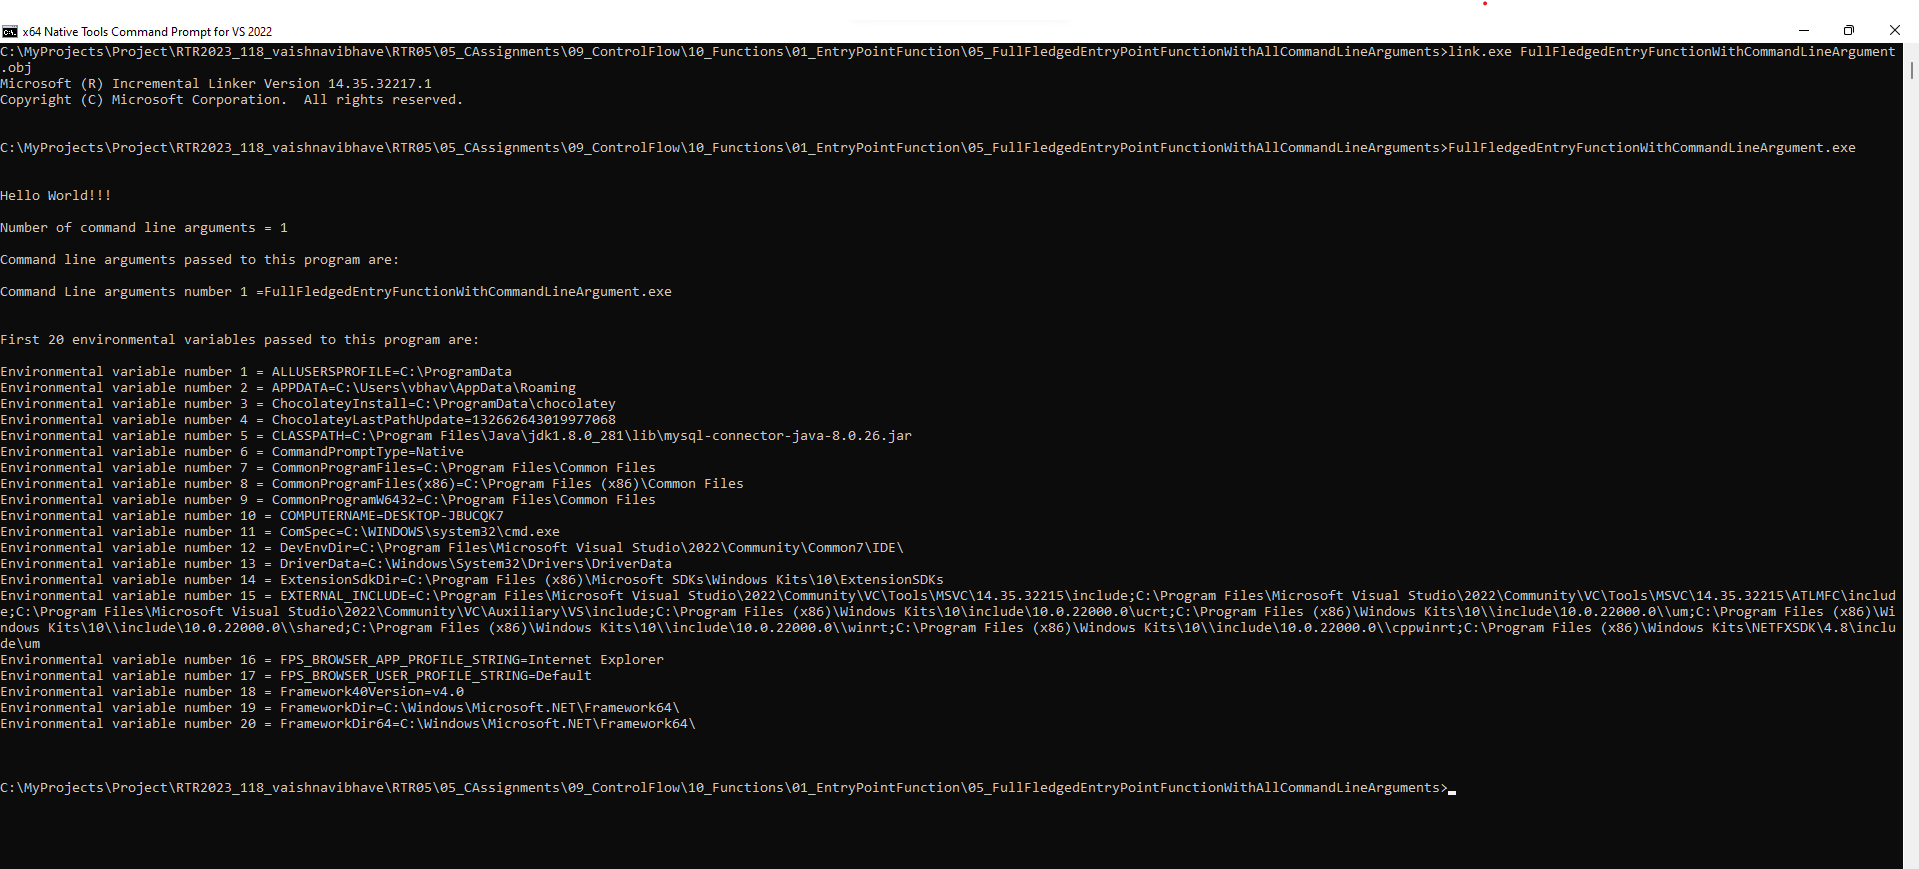 x64 Native Tools Command Prompt for VS 2022
C:\MyProjects\Project\RTR2023_118_vaishnavibhave\RTR05\05_CAssignments\09_ControlFlow\10_Functions\01_EntryPointFunction\05_FullFledgedEntryPointFunctionWithAllCommandLineArguments>link.exe FullFledgedEntryFunctionWithCommandLineArgument
.obj
Microsoft (R) Incremental Linker Version 14.35.32217.1
Copyright (C) Microsoft Corporation.  All rights reserved.
C:\MyProjects\Project\RTR2023_118_vaishnavibhave\RTR05\05_CAssignments\09_ControlFlow\10_Functions\01_EntryPointFunction\05_FullFledgedEntryPointFunctionWithAllCommandLineArguments>FullFledgedEntryFunctionWithCommandLineArgument.exe
Hello World!!!
Number of command line arguments = 1
Command line arguments passed to this program are:
Command Line arguments number 1 =FullFledgedEntryFunctionWithCommandLineArgument.exe
First 20 environmental variables passed to this program are:
Environmental variable number 1 = ALLUSERSPROFILE=C:\ProgramData
Environmental variable number 2 = APPDATA=C:\Users\vbhav\AppData\Roaming
Environmental variable number 3 = ChocolateyInstall=C:\ProgramData\chocolatey
Environmental variable number 4 = ChocolateyLastPathUpdate=132662643019977068
Environmental variable number 5 = CLASSPATH=C:\Program Files\Java\jdk1.8.0_281\lib\mysql-connector-java-8.0.26.jar
Environmental variable number 6 = CommandPromptType=Native
Environmental variable number 7 = CommonProgramFiles=C:\Program Files\Common Files
Environmental variable number 8 = CommonProgramFiles(x86)=C:\Program Files (x86)\Common Files
Environmental variable number 9 = CommonProgramW6432=C:\Program Files\Common Files
Environmental variable number 10 = COMPUTERNAME=DESKTOP-JBUCQK7
Environmental variable number 11 = ComSpec=C:\WINDOWS\system32\cmd.exe
Environmental variable number 12 = DevEnvDir=C:\Program Files\Microsoft Visual Studio\2022\Community\Common7\IDE\
Environmental variable number 13 = DriverData=C:\Windows\System32\Drivers\DriverData
Environmental variable number 14 = ExtensionSdkDir=C:\Program Files (x86)\Microsoft SDKs\Windows Kits\10\ExtensionSDKs
Environmental variable number 15 = EXTERNAL_INCLUDE=C:\Program Files\Microsoft Visual Studio\2022\Community\VC\Tools\MSVC\14.35.32215\include;C:\Program Files\Microsoft Visual Studio\2022\Community\VC\Tools\MSVC\14.35.32215\ATLMFC\includ
e;C:\Program Files\Microsoft Visual Studio\2022\Community\VC\Auxiliary\VS\include;C:\Program Files (x86)\Windows Kits\10\include\10.0.22000.0\ucrt;C:\Program Files (x86)\Windows Kits\10\\include\10.0.22000.0\\um;C:\Program Files (x86)\Wi
ndows Kits\10\\include\10.0.22000.0\\shared;C:\Program Files (x86)\Windows Kits\10\\include\10.0.22000.0\\winrt;C:\Program Files (x86)\Windows Kits\10\\include\10.0.22000.0\\cppwinrt;C:\Program Files (x86)\Windows Kits\NETFXSDK\4.8\inclu
de\um
Environmental variable number 16 = FPS_BROWSER_APP_PROFILE_STRING=Internet Explorer
Environmental variable number 17 = FPS_BROWSER_USER_PROFILE_STRING=Default
Environmental variable number 18 = Framework40Version=v4.0
Environmental variable number 19 = FrameworkDir=C:\Windows\Microsoft.NET\Framework64\
Environmental variable number 20 = FrameworkDir64=C:\Windows\Microsoft.NET\Framework64\
C:\MyProjects\Project\RTR2023_118_vaishnavibhave\RTR05\05_CAssignments\09_ControlFlow\10_Functions\01_EntryPointFunction\05_FullFledgedEntryPointFunctionWithAllCommandLineArguments>